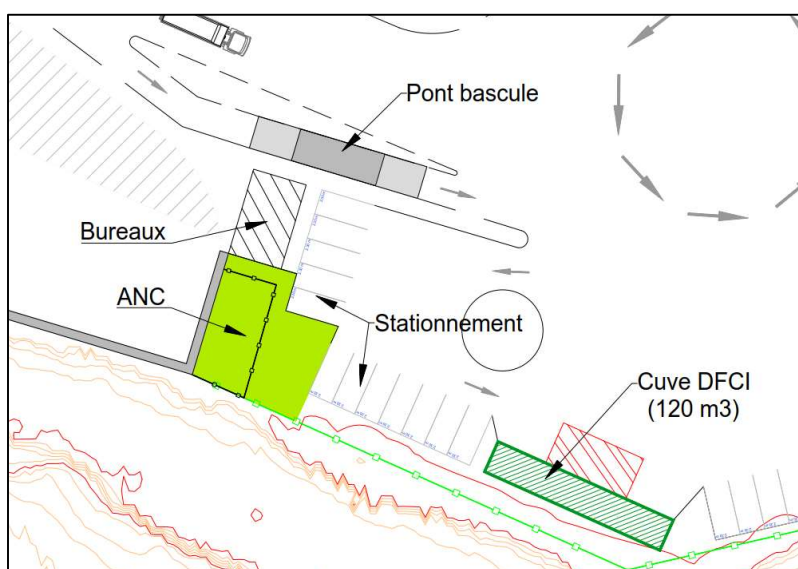 Pont bascule
Bureaux
ANC
Stationnement
Cuve DFCI
(120 m3)